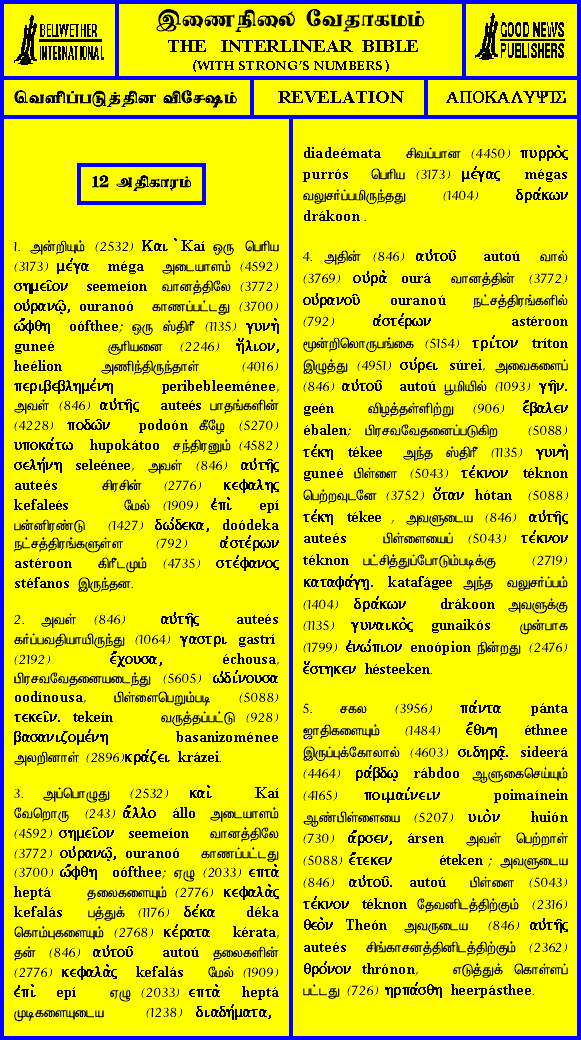 BELLWETHER
INTERNATIONAL
இணைநிலை வேதாகமம்
THE INTERLINEAR BIBLE
(WITH STRONG'S NUMBERS)
GOOD NEWS
PUBLISHERS
வெளிப்படுத்தின விசேஷம்
REVELATION
ΑΠΟΚΑΛΥΨΙΣ
12 அதிகாரம்
1. அன்றியும் (2532) Και ̀ Kaí ஒரு பெரிய
(3173) μέγα méga அடையாளம் (4592)
σημεῖον seemeíon வானத்திலே (3772)
οὐρανῷ, ouranoó காணப்பட்டது (3700)
ὤφθη oófthee; ஒரு ஸ்திரீ (1135) γυνὴ
guneé சூரியனை (2246) ἥλιον,
heélion அணிந்திருந்தாள் (4016)
περιβεβλημένη peribebleeménee,
அவள் (846) αὐτῆς auteés பாதங்களின்
(4228) ποδῶν podoón கீழே (5270)
υποκάτω hupokátoo சந்திரனும் (4582)
σελήνη seleénee, அவள் (846) αὐτῆς
auteés சிரசின் (2776) κεφαλης
kefaleés மேல் (1909) ἐπὶ epí
பன்னிரண்டு (1427) δώδεκα, doódeka
நட்சத்திரங்களுள்ள (792) ἀστέρων
astéroon கிரீடமும் (4735) στέφανος
stéfanos இருந்தன.
2. அவள் (846) αὐτῆς auteés
கர்ப்பவதியாயிருந்து (1064) γαστρι gastrí
(2192) ἔχουσα, échousa,
பிரசவவேதனையடைந்து (5605) ὠδίνουσα
oodínousa, பிள்ளைபெறும்படி (5088)
τεκεῖν. tekeín வருத்தப்பட்டு (928)
βασανιζομένη basanizoménee
அலறினாள் (2896)κράζει krázei.
3. அப்பொழுது (2532) καὶ Kaí
வேறொரு (243) ἄλλο állo அடையாளம்
(4592) σημεῖον seemeíon வானத்திலே
(3772) οὐρανῷ, ouranoó காணப்பட்டது
(3700) ὤφθη oófthee; ஏழு (2033) επτὰ
heptá தலைகளையும் (2776) κεφαλὰς
kefalás பத்துக் (1176) δέκα déka
கொம்புகளையும் (2768) κέρατα kérata,
தன் (846) αὐτοῦ autoú தலைகளின்
(2776) κεφαλὰς kefalás மேல் (1909)
ἐπὶ epí ஏழு (2033) επτὰ heptá
முடிகளையுடைய (1238) διαδήματα,
diadeémata சிவப்பான (4450) πυρρὸς
purrós பெரிய (3173) μέγας mégas
வலுசர்ப்பமிருந்தது (1404) δράκων
drákoon .
4. அதின் (846) αὐτοῦ autoú வால்
(3769) οὐρὰ ourá வானத்தின் (3772)
οὐρανοῦ ouranoú நட்சத்திரங்களில்
(792) ἀστέρων astéroon
மூன்றிலொருபங்கை (5154) τρίτον tríton
இழுத்து (4951) σύρει súrei, அவைகளைப்
(846) αὐτοῦ autoú பூமியில் (1093) γῆν.
geén விழத்தள்ளிற்று (906) ἔβαλεν
ébalen; பிரசவவேதனைப்படுகிற (5088)
τέκη tékee அந்த ஸ்திரீ (1135) γυνὴ
guneé பிள்ளை (5043) τέκνον téknon
பெற்றவுடனே (3752) ὅταν hótan (5088)
τέκη tékee , அவளுடைய (846) αὐτῆς
auteés பிள்ளையைப் (5043) τέκνον
téknon பட்சித்துப்போடும்படிக்கு (2719)
καταφάγῃ. katafágee அந்த வலுசர்ப்பம்
(1404) δράκων drákoon அவளுக்கு
(1135) γυναικὸς gunaikós முன்பாக
(1799) ἐνώπιον enoópion நின்றது (2476)
ἕστηκεν hésteeken.
5. சகல (3956) πάντα pánta
ஜாதிகளையும் (1484) ἔθνη éthnee
இருப்புக்கோலால் (4603) σιδηρᾷ. sideerá
(4464) ράβδῳ rábdoo ஆளுகைசெய்யும்
(4165) ποιμαίνειν poimaínein
ஆண்பிள்ளையை (5207) υιὸν huión
(730) ἄρσεν, ársen அவள் பெற்றாள்
(5088) ἔτεκεν éteken ; அவளுடைய
(846) αὐτοῦ. autoú பிள்ளை (5043)
τέκνον téknon தேவனிடத்திற்கும் (2316)
θεὸν Theón அவருடைய (846) αὐτῆς
auteés சிங்காசனத்தினிடத்திற்கும் (2362)
θρόνον thrónon, எடுத்துக் கொள்ளப்
பட்டது (726) ηρπάσθη heerpásthee.